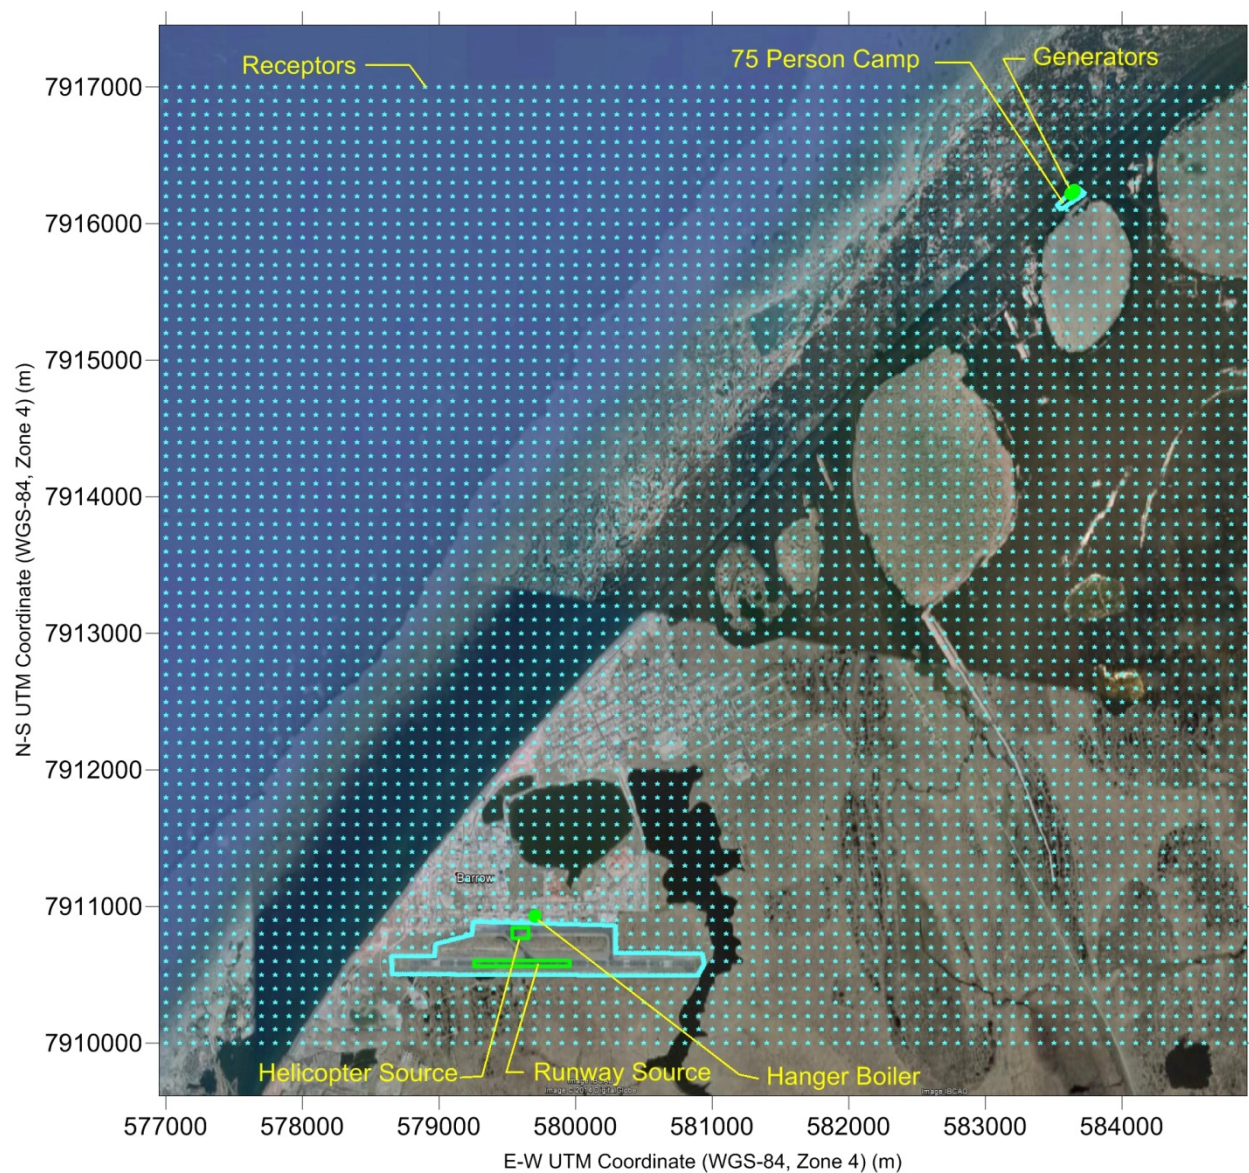 Receptors
75 Person Camp
Generators
7917000
7916000
7915000
7914000
7913000
7912000
7911000
7910000
N-S UTM Coordinate (WGS-84, Zone 4) (m)
Barrow
Helicopter Source
Runway Source
Hanger Boiler
Image IBCAO
577000
578000
579000
580000
581000
582000
583000
584000
E-W UTM Coordinate (WGS-84, Zone 4) (m)